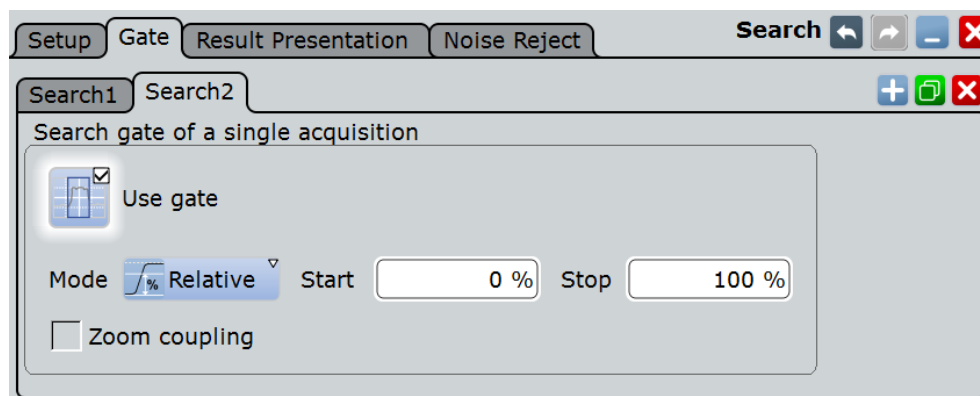 Setup Gate Result Presentation Noise Reject Search
Search1 Search2
Search gate of a single acquisition
Use gate
Mode % Relative Start 0 % Stop 100 %
Zoom coupling